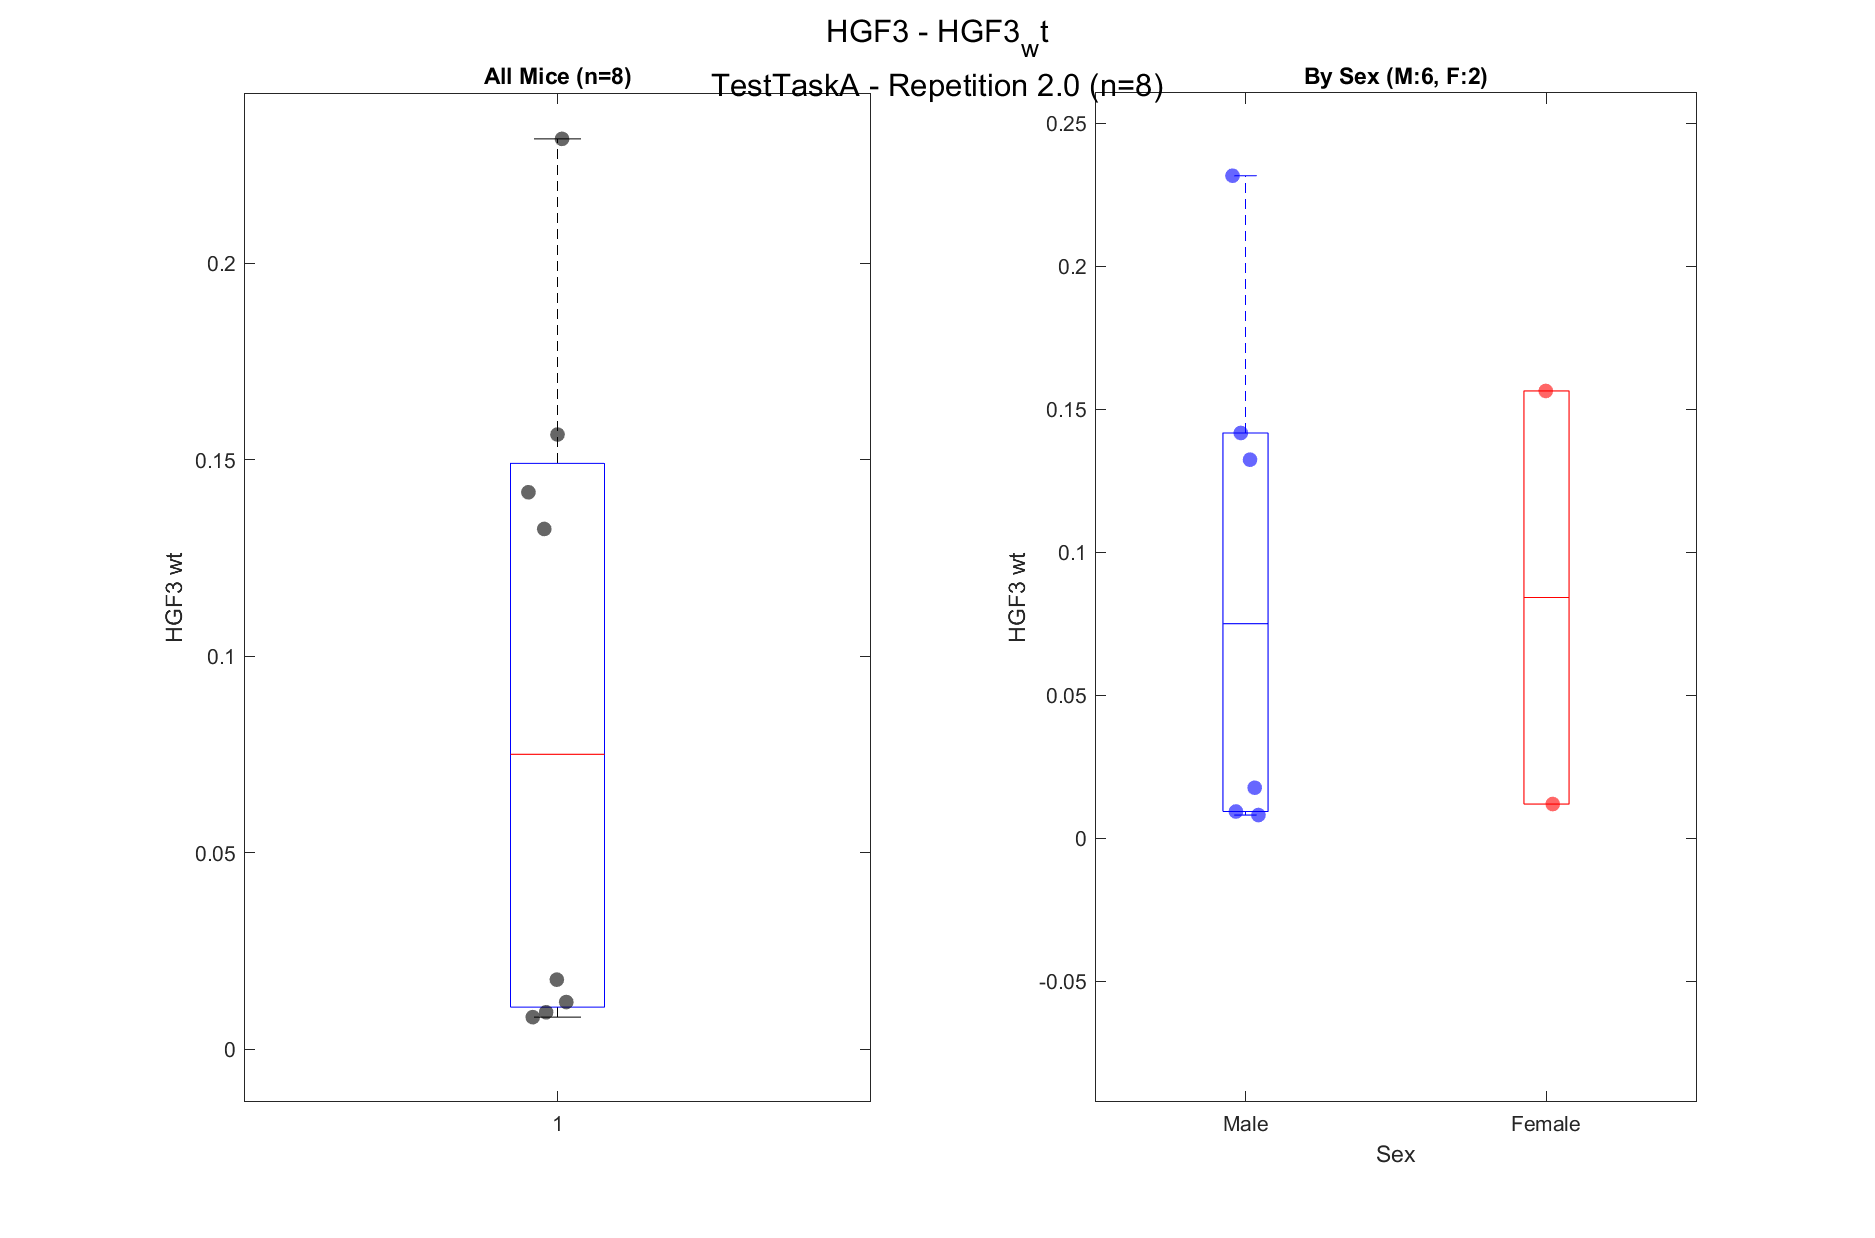 HGF3 - HGF3wt
TestTaskA - Repetition 2.0 (n=8)
All Mice (n=8)
0.2
0.15
0.1
0.05
0
HGF3 wt
1
By Sex (M:6, F:2)
0.25
0.2
0.15
0.1
0.05
0
-0.05
HGF3 wt
Male Female
Sex